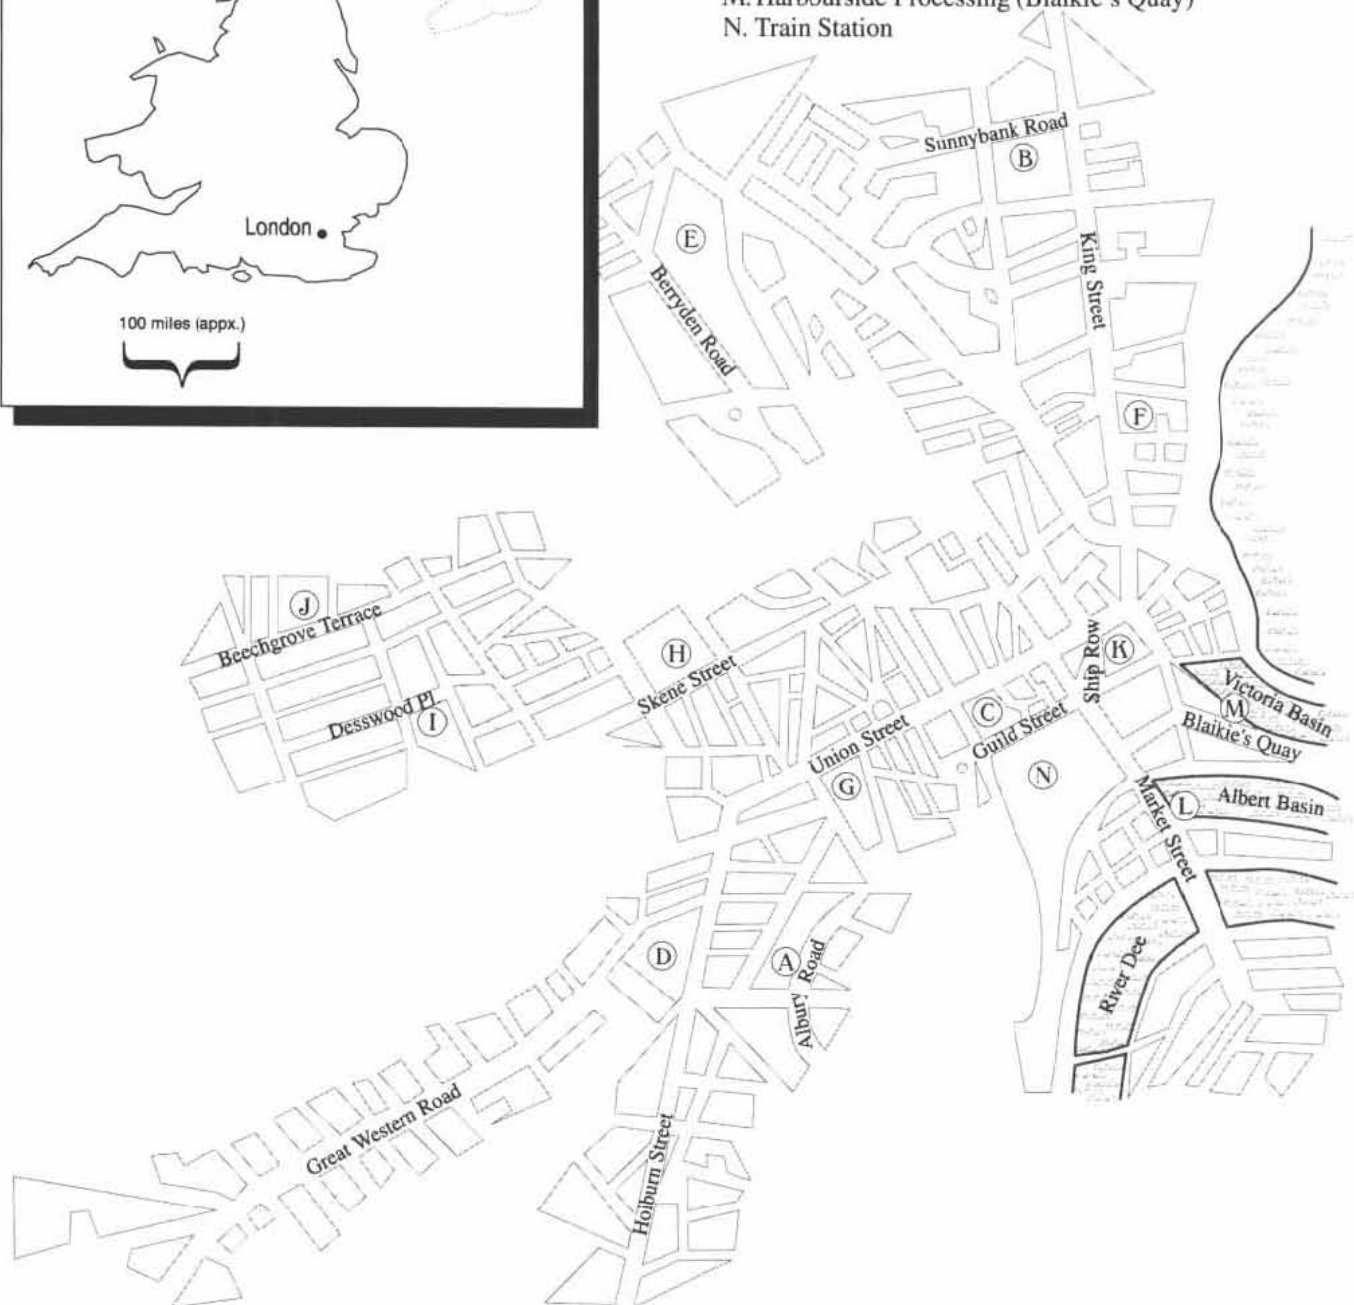 M. Harbourside Processing (Blaikie's Quay)
N. Train Station
London
100 miles (appx.)
Sunnybank Road
B
E
King Street
Berryden Road
F
J
Beechgrove Terrace
H
Skene Street
Ship Row
K
Desswood Pl
I
C
Guild Street
Union Street
G
N
Victoria Basin
M
Blaikie's Quay
L
Albert Basin
Market Street
D
A
Albury Road
River Dee
Great Western Road
Holburn Street